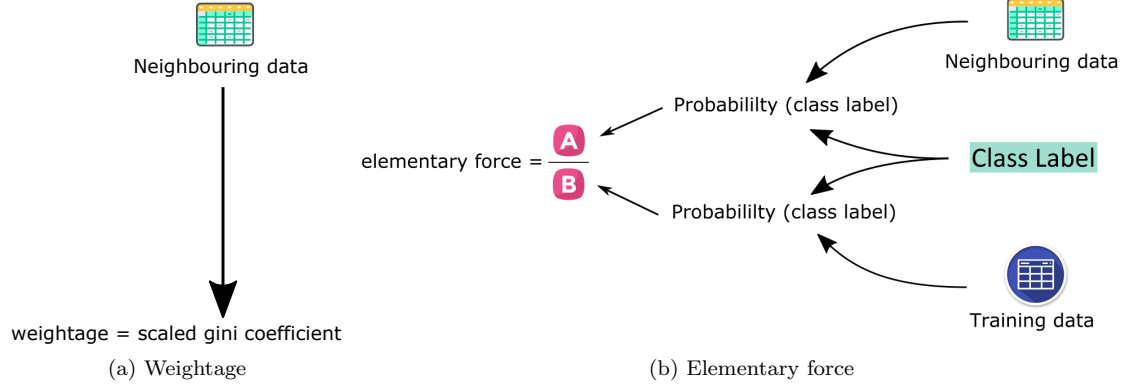 Neighbouring data
weightage = scaled gini coefficient
(a) Weightage
Neighbouring data
Probabililty (class label)
elementary force =
A
B
Class Label
Probabililty (class label)
Training data
(b) Elementary force